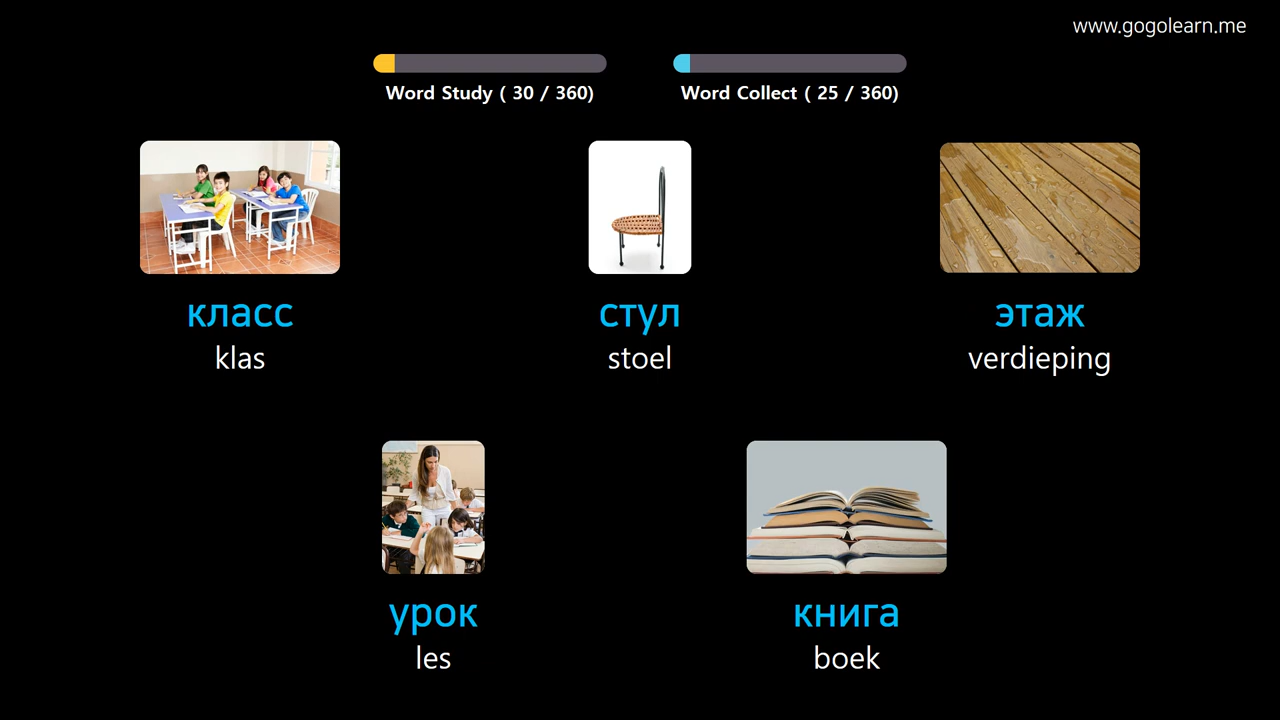 www.gogolearn.me
Word Study ( 30 / 360)
Word Collect ( 25 / 360)
класс
klas
стул
stoel
этаж
verdieping
урок
les
книга
boek